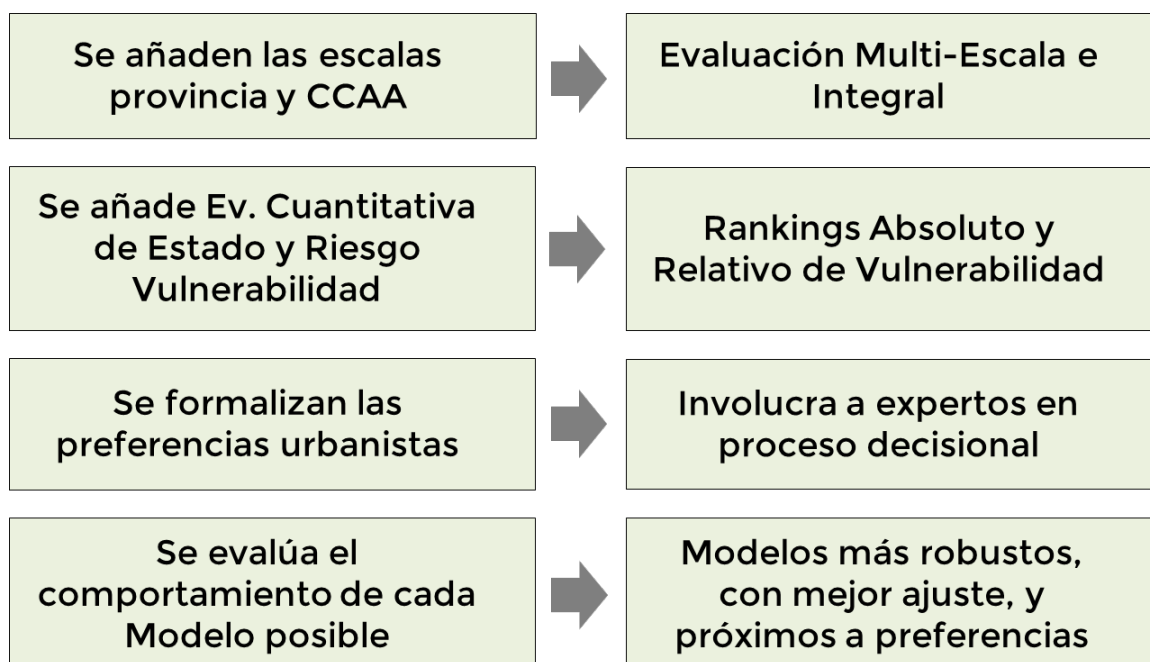 Se añaden las escalas
provincia y CCAA
Evaluación Multi-Escala e
Integral
Se añade Ev. Cuantitativa
de Estado y Riesgo
Vulnerabilidad
Rankings Absoluto y
Relativo de Vulnerabilidad
Se formalizan las
preferencias urbanistas
Involucra a expertos en
proceso decisional
Se evalúa el
comportamiento de cada
Modelo posible
Modelos más robustos,
con mejor ajuste, y
próximos a preferencias